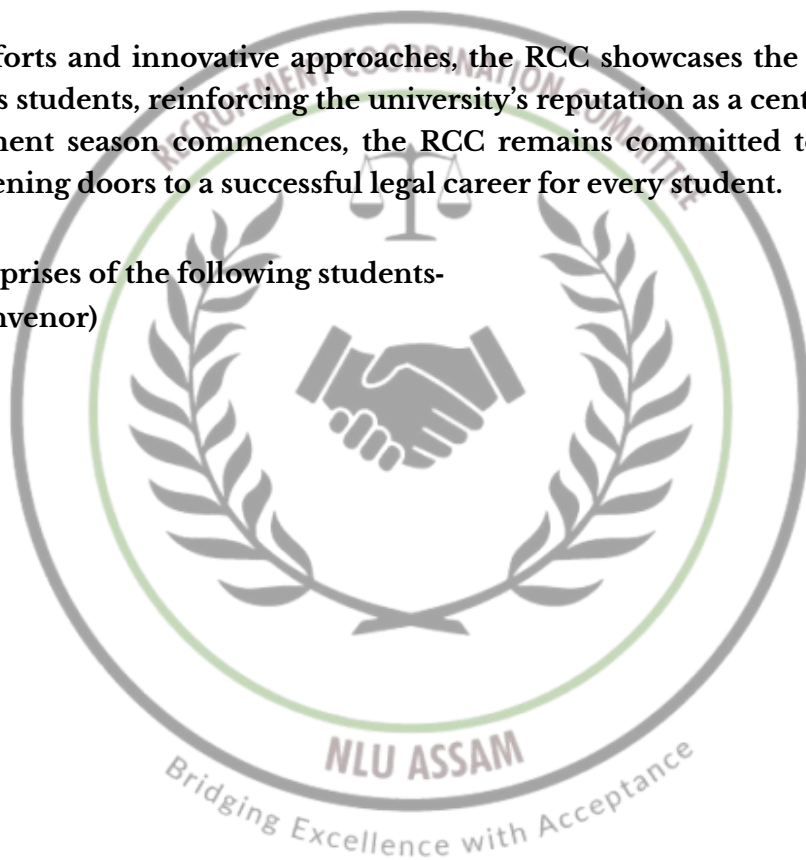 forts and innovative approaches, the RCC showcases the
s students, reinforcing the university's reputation as a cent
ment season commences, the RCC remains committed t
ening doors to a successful legal career for every student.
prises of the following students-
nvenor)
RECRUITMENT COORDINATION COMMITTEE
NLU ASSAM
Bridging Excellence with Acceptance